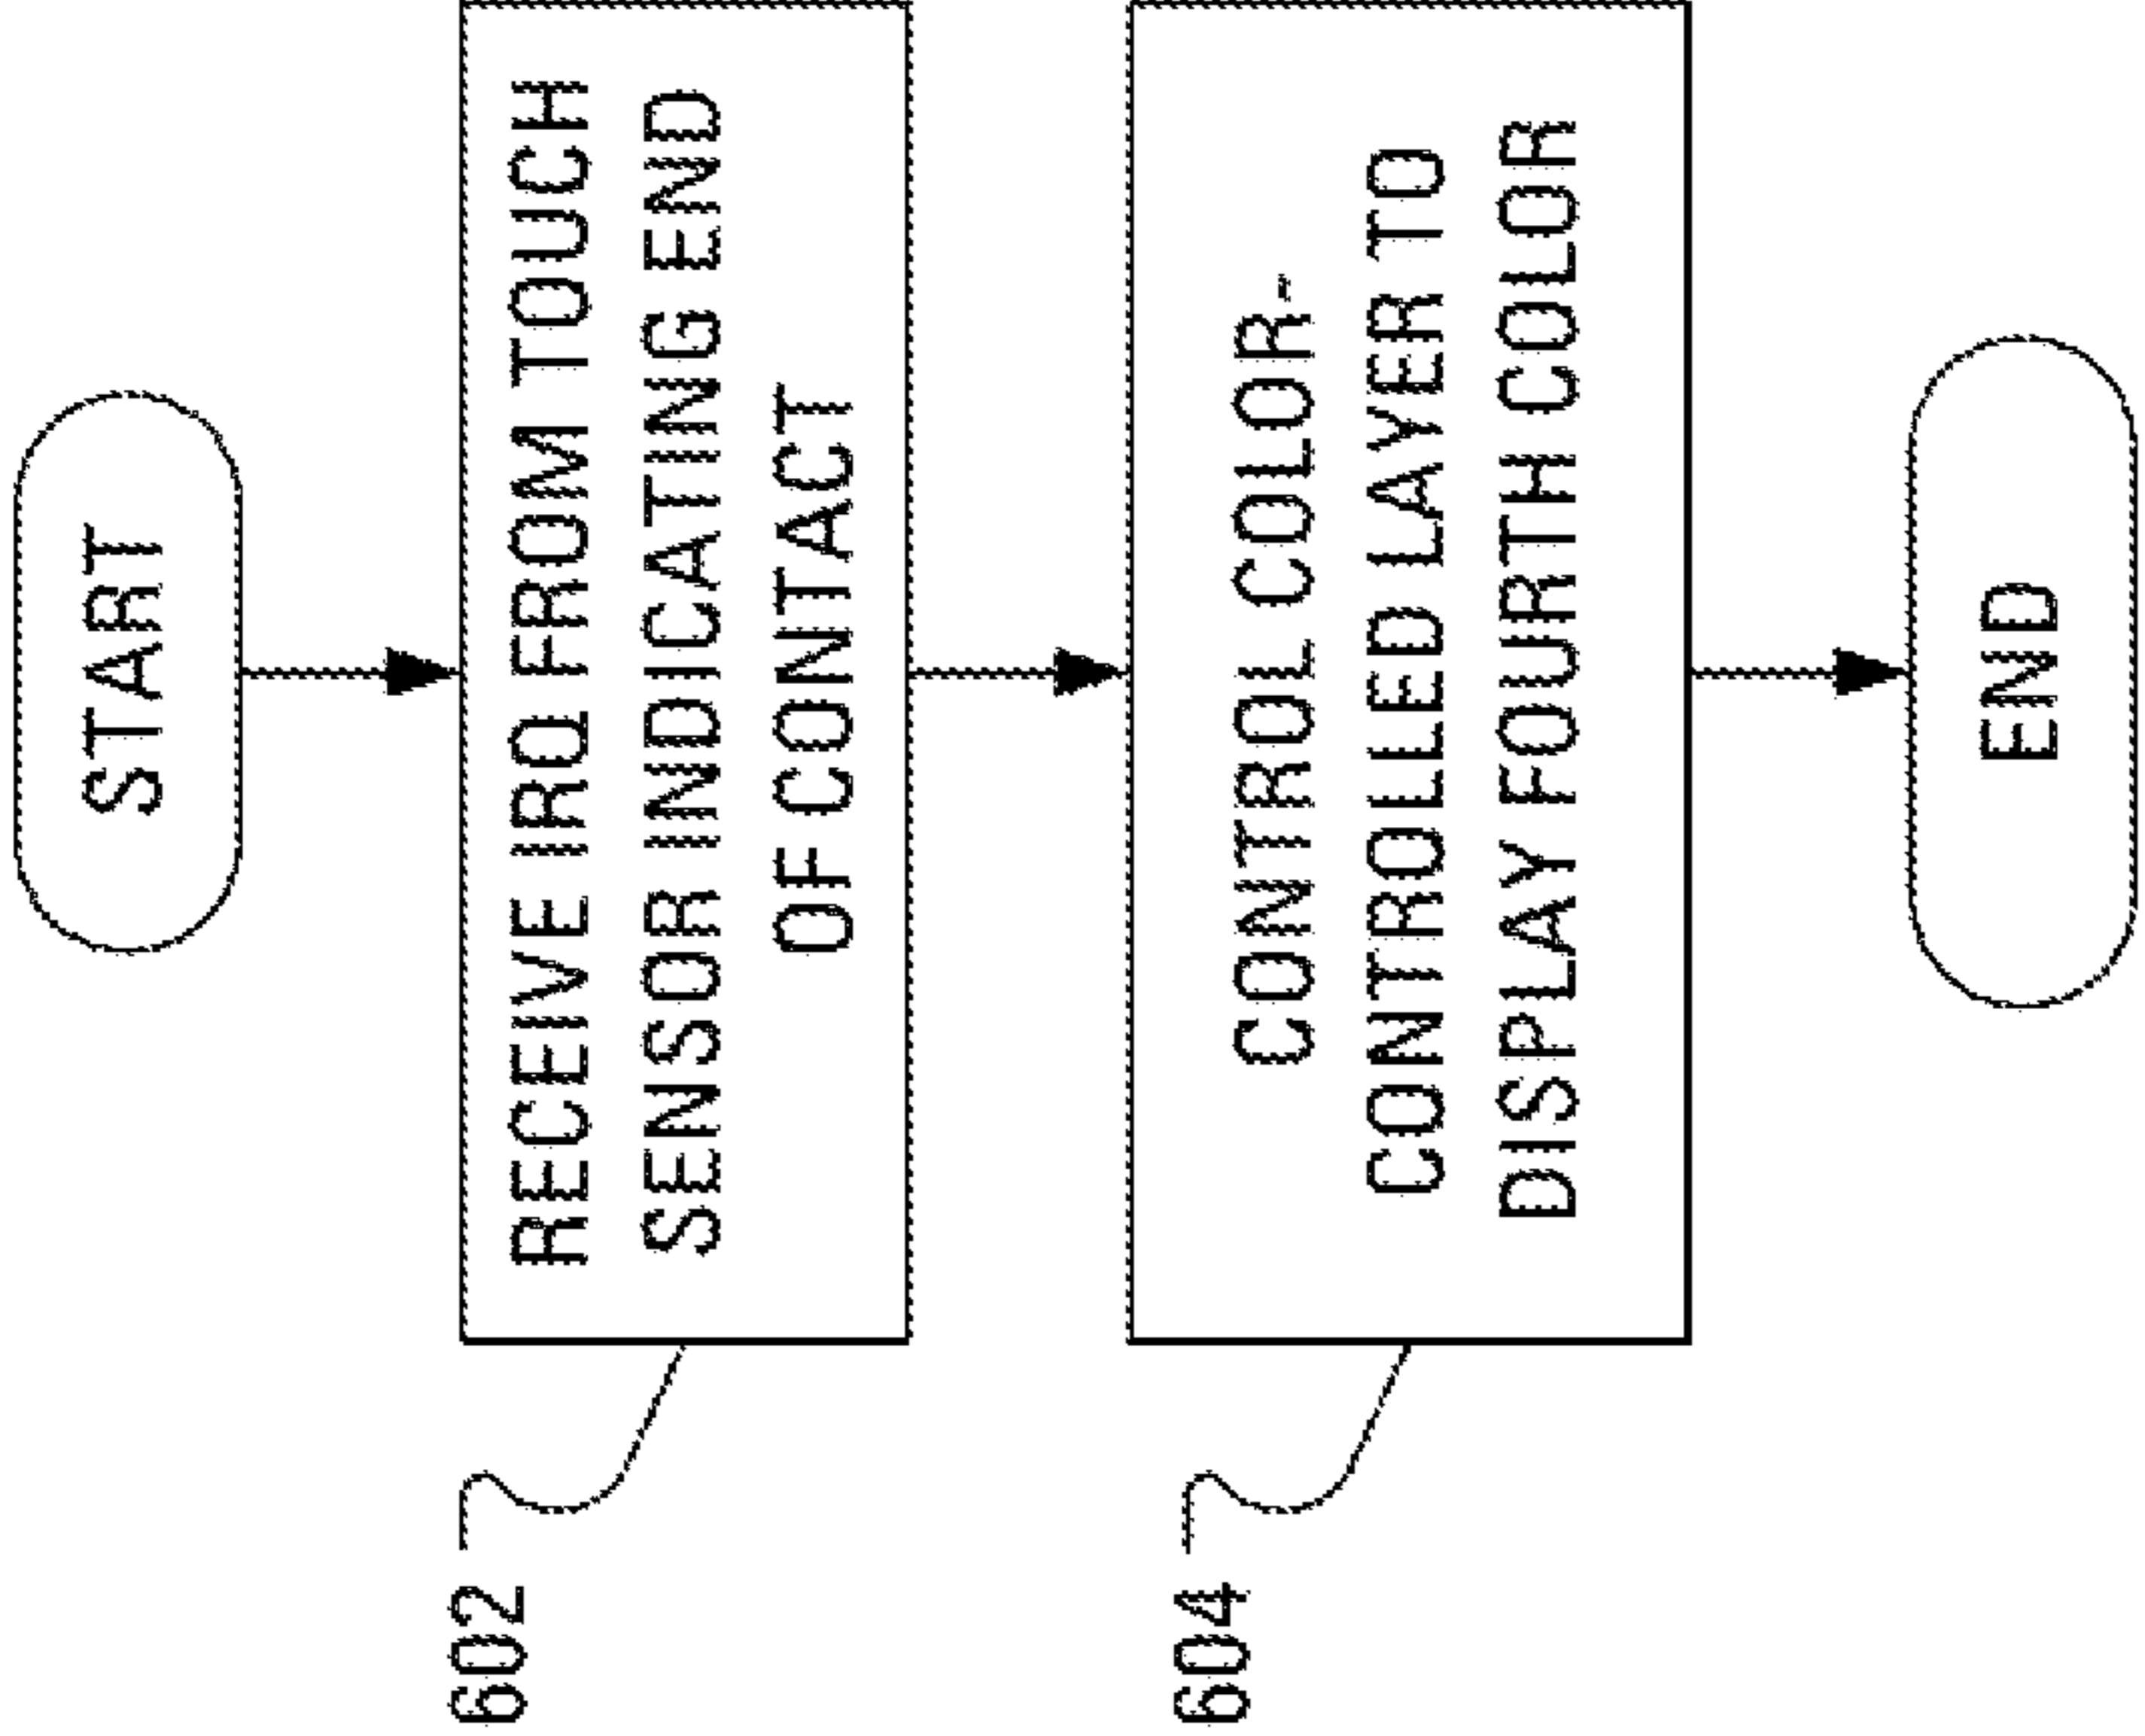 START
602
RECEIVE IRQ FROM TOUCH
SENSOR INDICATING END
OF CONTACT
604
CONTROL COLOR-
CONTROLLED LAYER TO
DISPLAY FOURTH COLOR
END